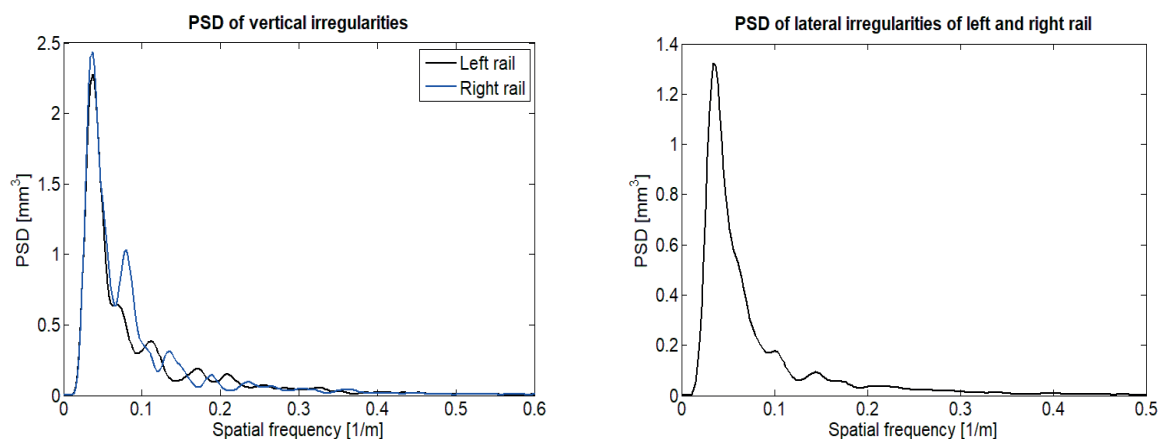 PSD of vertical irregularities
2.5
2
1.5
1
0.5
0
PSD [mm³]
0 0.1 0.2 0.3 0.4 0.5 0.6
Spatial frequency [1/m]
Left rail
Right rail
PSD of lateral irregularities of left and right rail
1.4
1.2
1
0.8
0.6
0.4
0.2
0
PSD [mm³]
0 0.1 0.2 0.3 0.4 0.5
Spatial frequency [1/m]